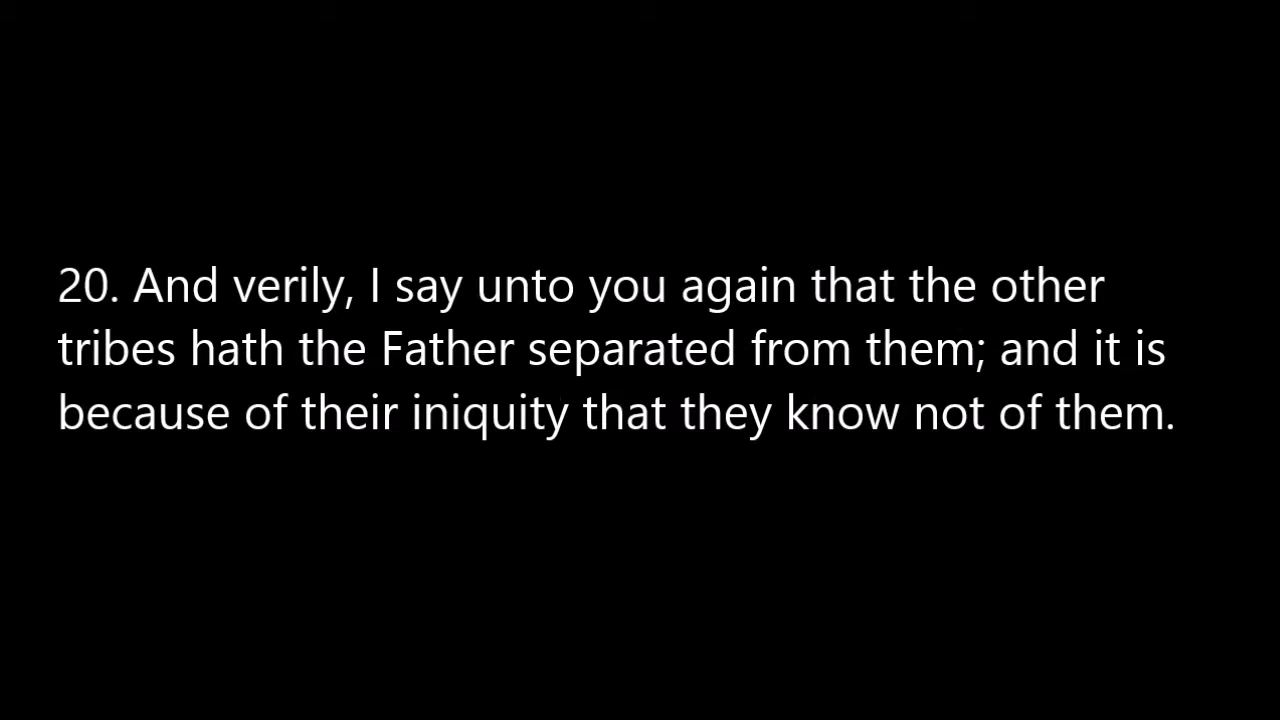 20. And verily, I say unto you again that the other
tribes hath the Father separated from them; and it is
because of their iniquity that they know not of them.